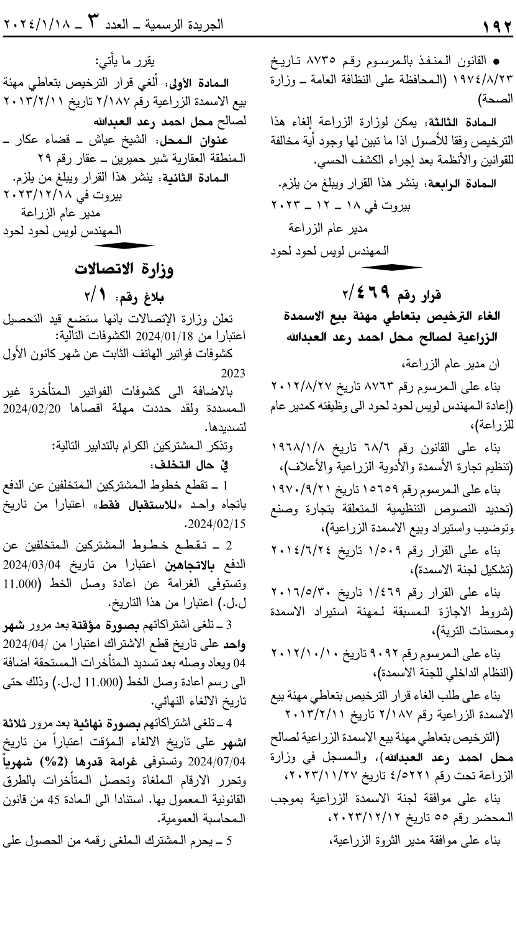 ١٩٢
الجريدة الرسمية ــ العدد ٣ ــ ٢٠٢٤/١/١٨
• القانون المنفذ بالمرسوم رقم ٨٧٣٥ تاريخ
١٩٧٤/٨/٢٣ (المحافظة على النظافة العامة – وزارة
الصحة)
المادة الثالثة: يمكن لوزارة الزراعة إلغاء هذا
الترخيص وفقا للأصول اذا ما تبين لها وجود أية مخالفة
للقوانين والأنظمة بعد إجراء الكشف الحسي.
المادة الرابعة: ينشر هذا القرار ويبلغ من يلزم.
بيروت في ١٨ – ١٢ – ٢٠٢٣
مدير عام الزراعة
المهندس لويس لحود لحود
قرار رقم ٢/٤٦٩
الغاء الترخيص بتعاطي مهنة بيع الاسمدة
الزراعية لصالح محل احمد رعد العبدالله
ان مدير عام الزراعة،
بناء على المرسوم رقم ٨٧٦٣ تاريخ ٢٠١٢/٨/٢٧
(إعادة المهندس لويس لحود لحود الى وظيفته كمدير عام
للزراعة)،
بناء على القانون رقم ٦٨/٦ تاريخ ١٩٦٨/١/٨
(تنظيم تجارة الأسمدة والأدوية الزراعية والأعلاف)،
بناء على المرسوم رقم ١٥٦٥٩ تاريخ ١٩٧٠/٩/٢١
(تحديد النصوص التنظيمية المتعلقة بتجارة وصنع
وتوضيب واستيراد وبيع الاسمدة الزراعية)،
بناء على القرار رقم ١/٥٠٩ تاريخ ٢٠١٤/٦/٢٤
(تشكيل لجنة الاسمدة)،
بناء على القرار رقم ١/٤٦٩ تاريخ ٢٠١٦/٥/٣٠
(شروط الاجازة المسبقة لمهنة استيراد الاسمدة
ومحسنات التربة)،
بناء على المرسوم رقم ٩٠٩٢ تاريخ ٢٠١٢/١٠/١٠
(النظام الداخلي للجنة الاسمدة)،
بناء على طلب الغاء قرار الترخيص بتعاطي مهنة بيع
الاسمدة الزراعية رقم ٢/١٨٧ تاريخ ٢٠١٣/٢/١١
(الترخيص بتعاطي مهنة بيع الاسمدة الزراعية لصالح
محل احمد رعد العبدالله)، والمسجل في وزارة
الزراعة تحت رقم ٤/٥٢٢١ تاريخ ٢٠٢٣/١١/٢٧،
بناء على موافقة لجنة الاسمدة الزراعية بموجب
المحضر رقم ٥٥ تاريخ ٢٠٢٣/١٢/١٢،
بناء على موافقة مدير الثروة الزراعية،
يقرر ما يأتي:
المادة الأولى: ألغي قرار الترخيص بتعاطي مهنة
بيع الاسمدة الزراعية رقم ٢/١٨٧ تاريخ ٢٠١٣/٢/١١
لصالح محل احمد رعد العبدالله
عنوان المحل: الشيخ عياش – قضاء عكار –
المنطقة العقارية شير حميرين – عقار رقم ٢٩
المادة الثانية: ينشر هذا القرار ويبلغ من يلزم.
بيروت في ٢٠٢٣/١٢/١٨
مدير عام الزراعة
المهندس لويس لحود لحود
وزارة الاتصالات
بلاغ رقم: ٢/١
تعلن وزارة الإتصالات بانها ستضع قيد التحصيل
اعتبارا من 2024/01/18 الكشوفات التالية:
كشوفات فواتير الهاتف الثابت عن شهر كانون الأول
2023
بالاضافة الى كشوفات الفواتير المتأخرة غير
المسددة ولقد حددت مهلة اقصاها 2024/02/20
لتسديدها.
وتذكر المشتركين الكرام بالتدابير التالية:
في حال التخلف:
1 – تقطع خطوط المشتركين المتخلفين عن الدفع
باتجاه واحد «للاستقبال فقط» اعتبارا من تاريخ
2024/02/15.
2 – تقطع خطوط المشتركين المتخلفين عن
الدفع بالاتجاهين اعتبارا من تاريخ 2024/03/04
وتستوفى الغرامة عن اعادة وصل الخط (11.000
ل.ل.) اعتبارا من هذا التاريخ.
3 – تلغى اشتراكاتهم بصورة مؤقتة بعد مرور شهر
واحد على تاريخ قطع الاشتراك اعتبارا من 2024/04/
04 ويعاد وصله بعد تسديد المتأخرات المستحقة اضافة
الى رسم اعادة وصل الخط (11.000 ل.ل.) وذلك حتى
تاريخ الالغاء النهائي.
4 – تلغى اشتراكاتهم بصورة نهائية بعد مرور ثلاثة
اشهر على تاريخ الالغاء المؤقت اعتباراً من تاريخ
2024/07/04 وتستوفى غرامة قدرها (2%) شهرياً
وتحرر الارقام الملغاة وتحصل المتأخرات بالطرق
القانونية المعمول بها. استنادا الى المادة 45 من قانون
المحاسبة العمومية.
5 – يحرم المشترك الملغى رقمه من الحصول على